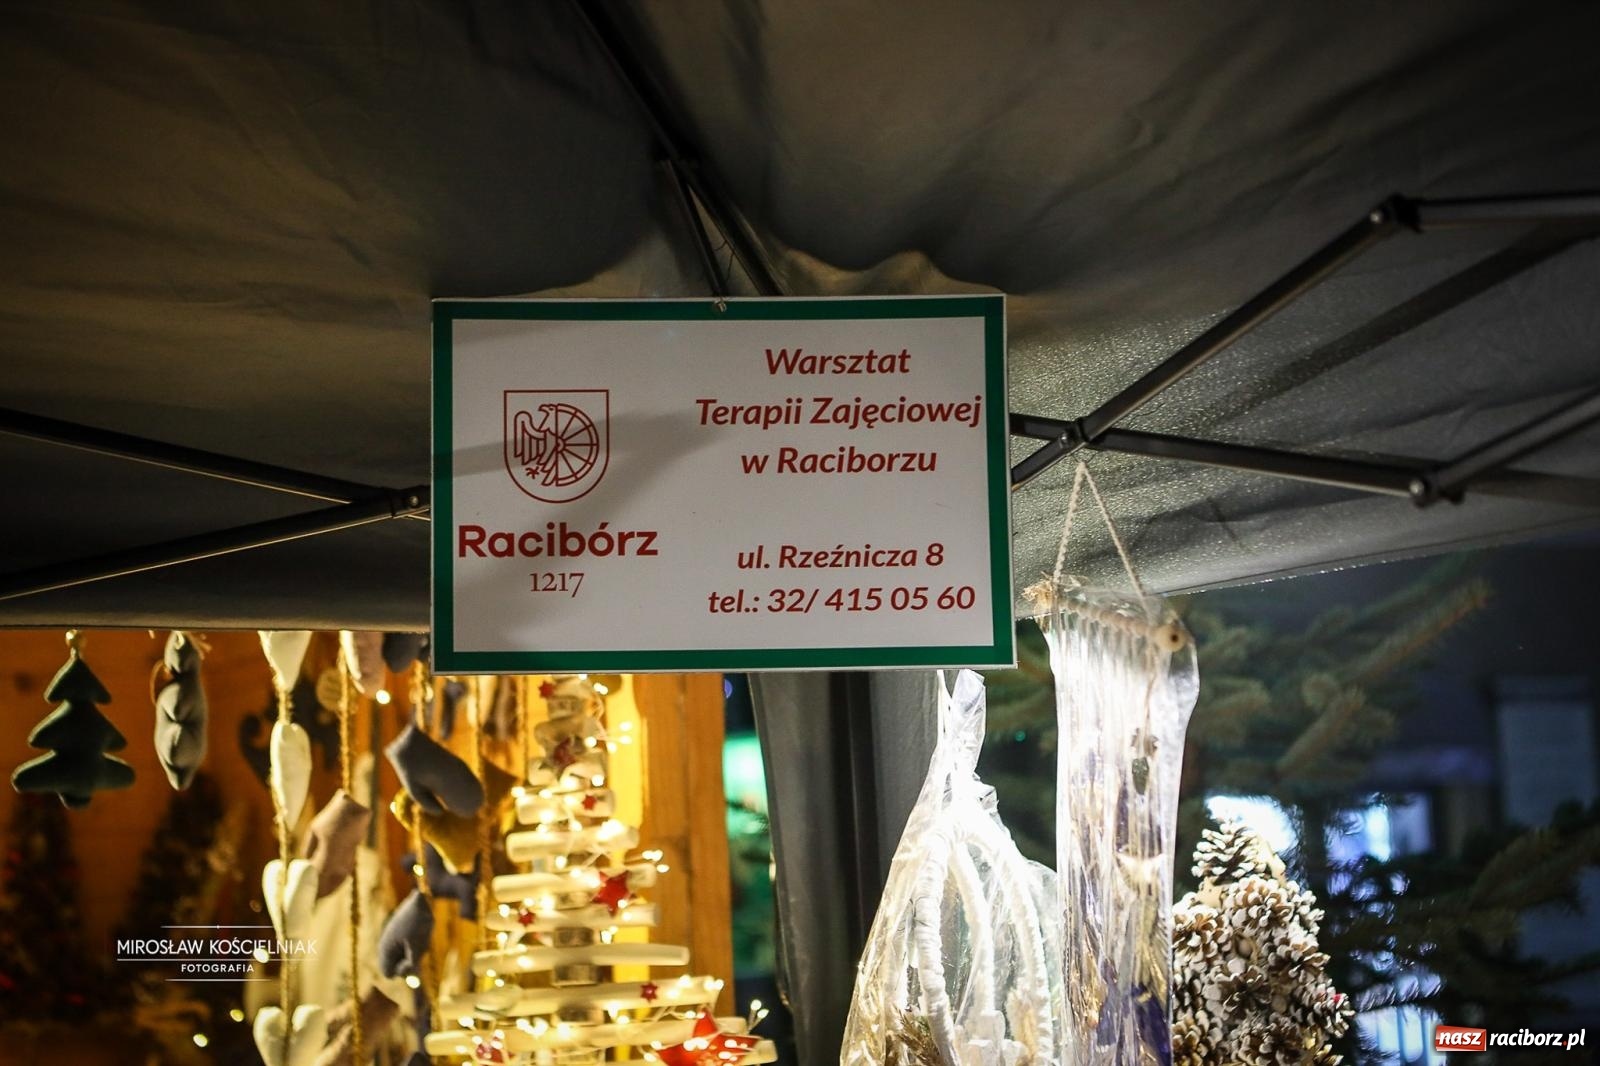 Warsztat
Terapii Zajęciowej
w Raciborzu
Racibórz
1217
ul. Rzeźnicza 8
tel.: 32/ 415 05 60
MIROSŁAW KOŚCIELNIAK
FOTOGRAFIA
nasz raciborz.pl